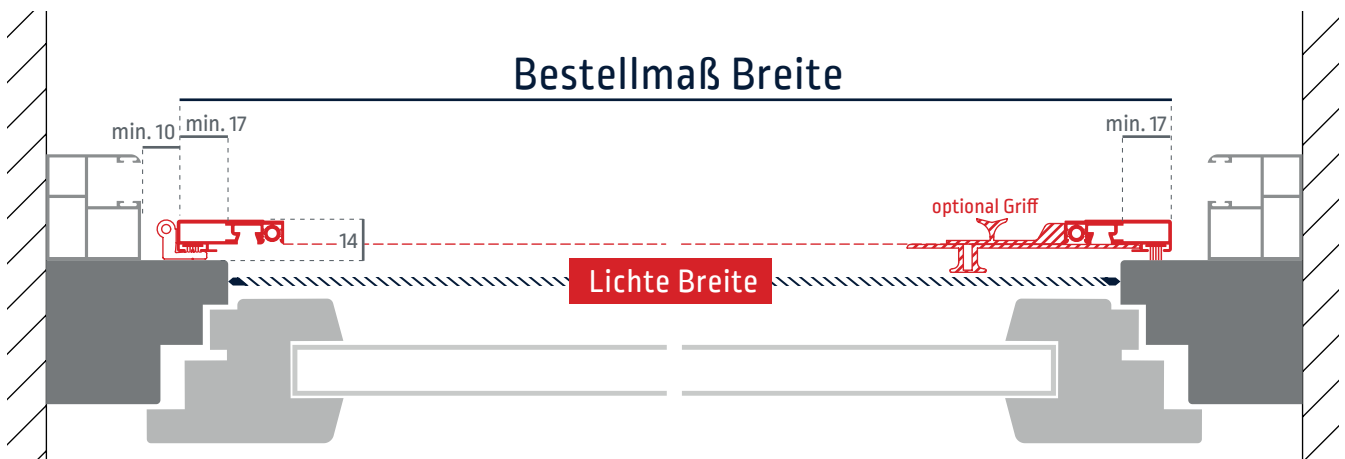 Bestellmaß Breite
min. 10
min. 17
min. 17
optional Griff
14
Lichte Breite